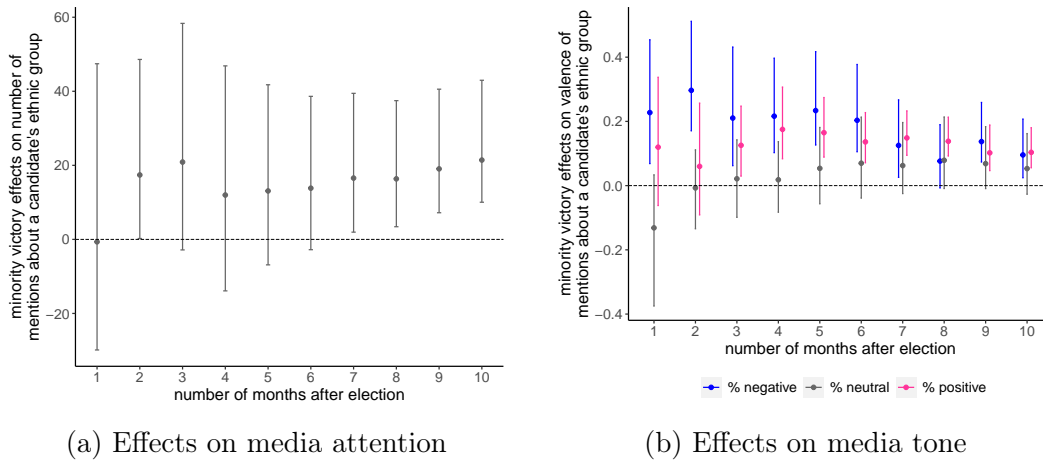 minority victory effects on number of
mentions about a candidate's ethnic group
60
40
20
0
−20
1 2 3 4 5 6 7 8 9 10
number of months after election
(a) Effects on media attention
minority victory effects on valence of
mentions about a candidate's ethnic group
0.4
0.2
0.0
−0.2
−0.4
1 2 3 4 5 6 7 8 9 10
number of months after election
% negative % neutral % positive
(b) Effects on media tone